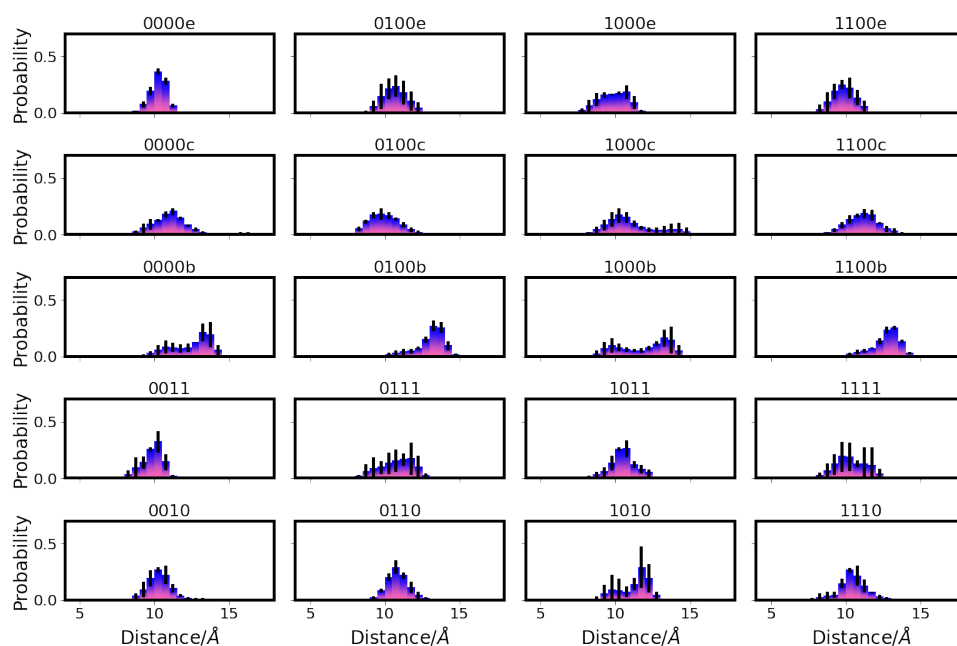 0000e 0100e 1000e 1100e
Probability
0.5
0.0
0000c 0100c 1000c 1100c
Probability
0.5
0.0
0000b 0100b 1000b 1100b
Probability
0.5
0.0
0011 0111 1011 1111
Probability
0.5
0.0
0010 0110 1010 1110
Probability
0.5
0.0
5 10 15 5 10 15 5 10 15 5 10 15
Distance/Å Distance/Å Distance/Å Distance/Å